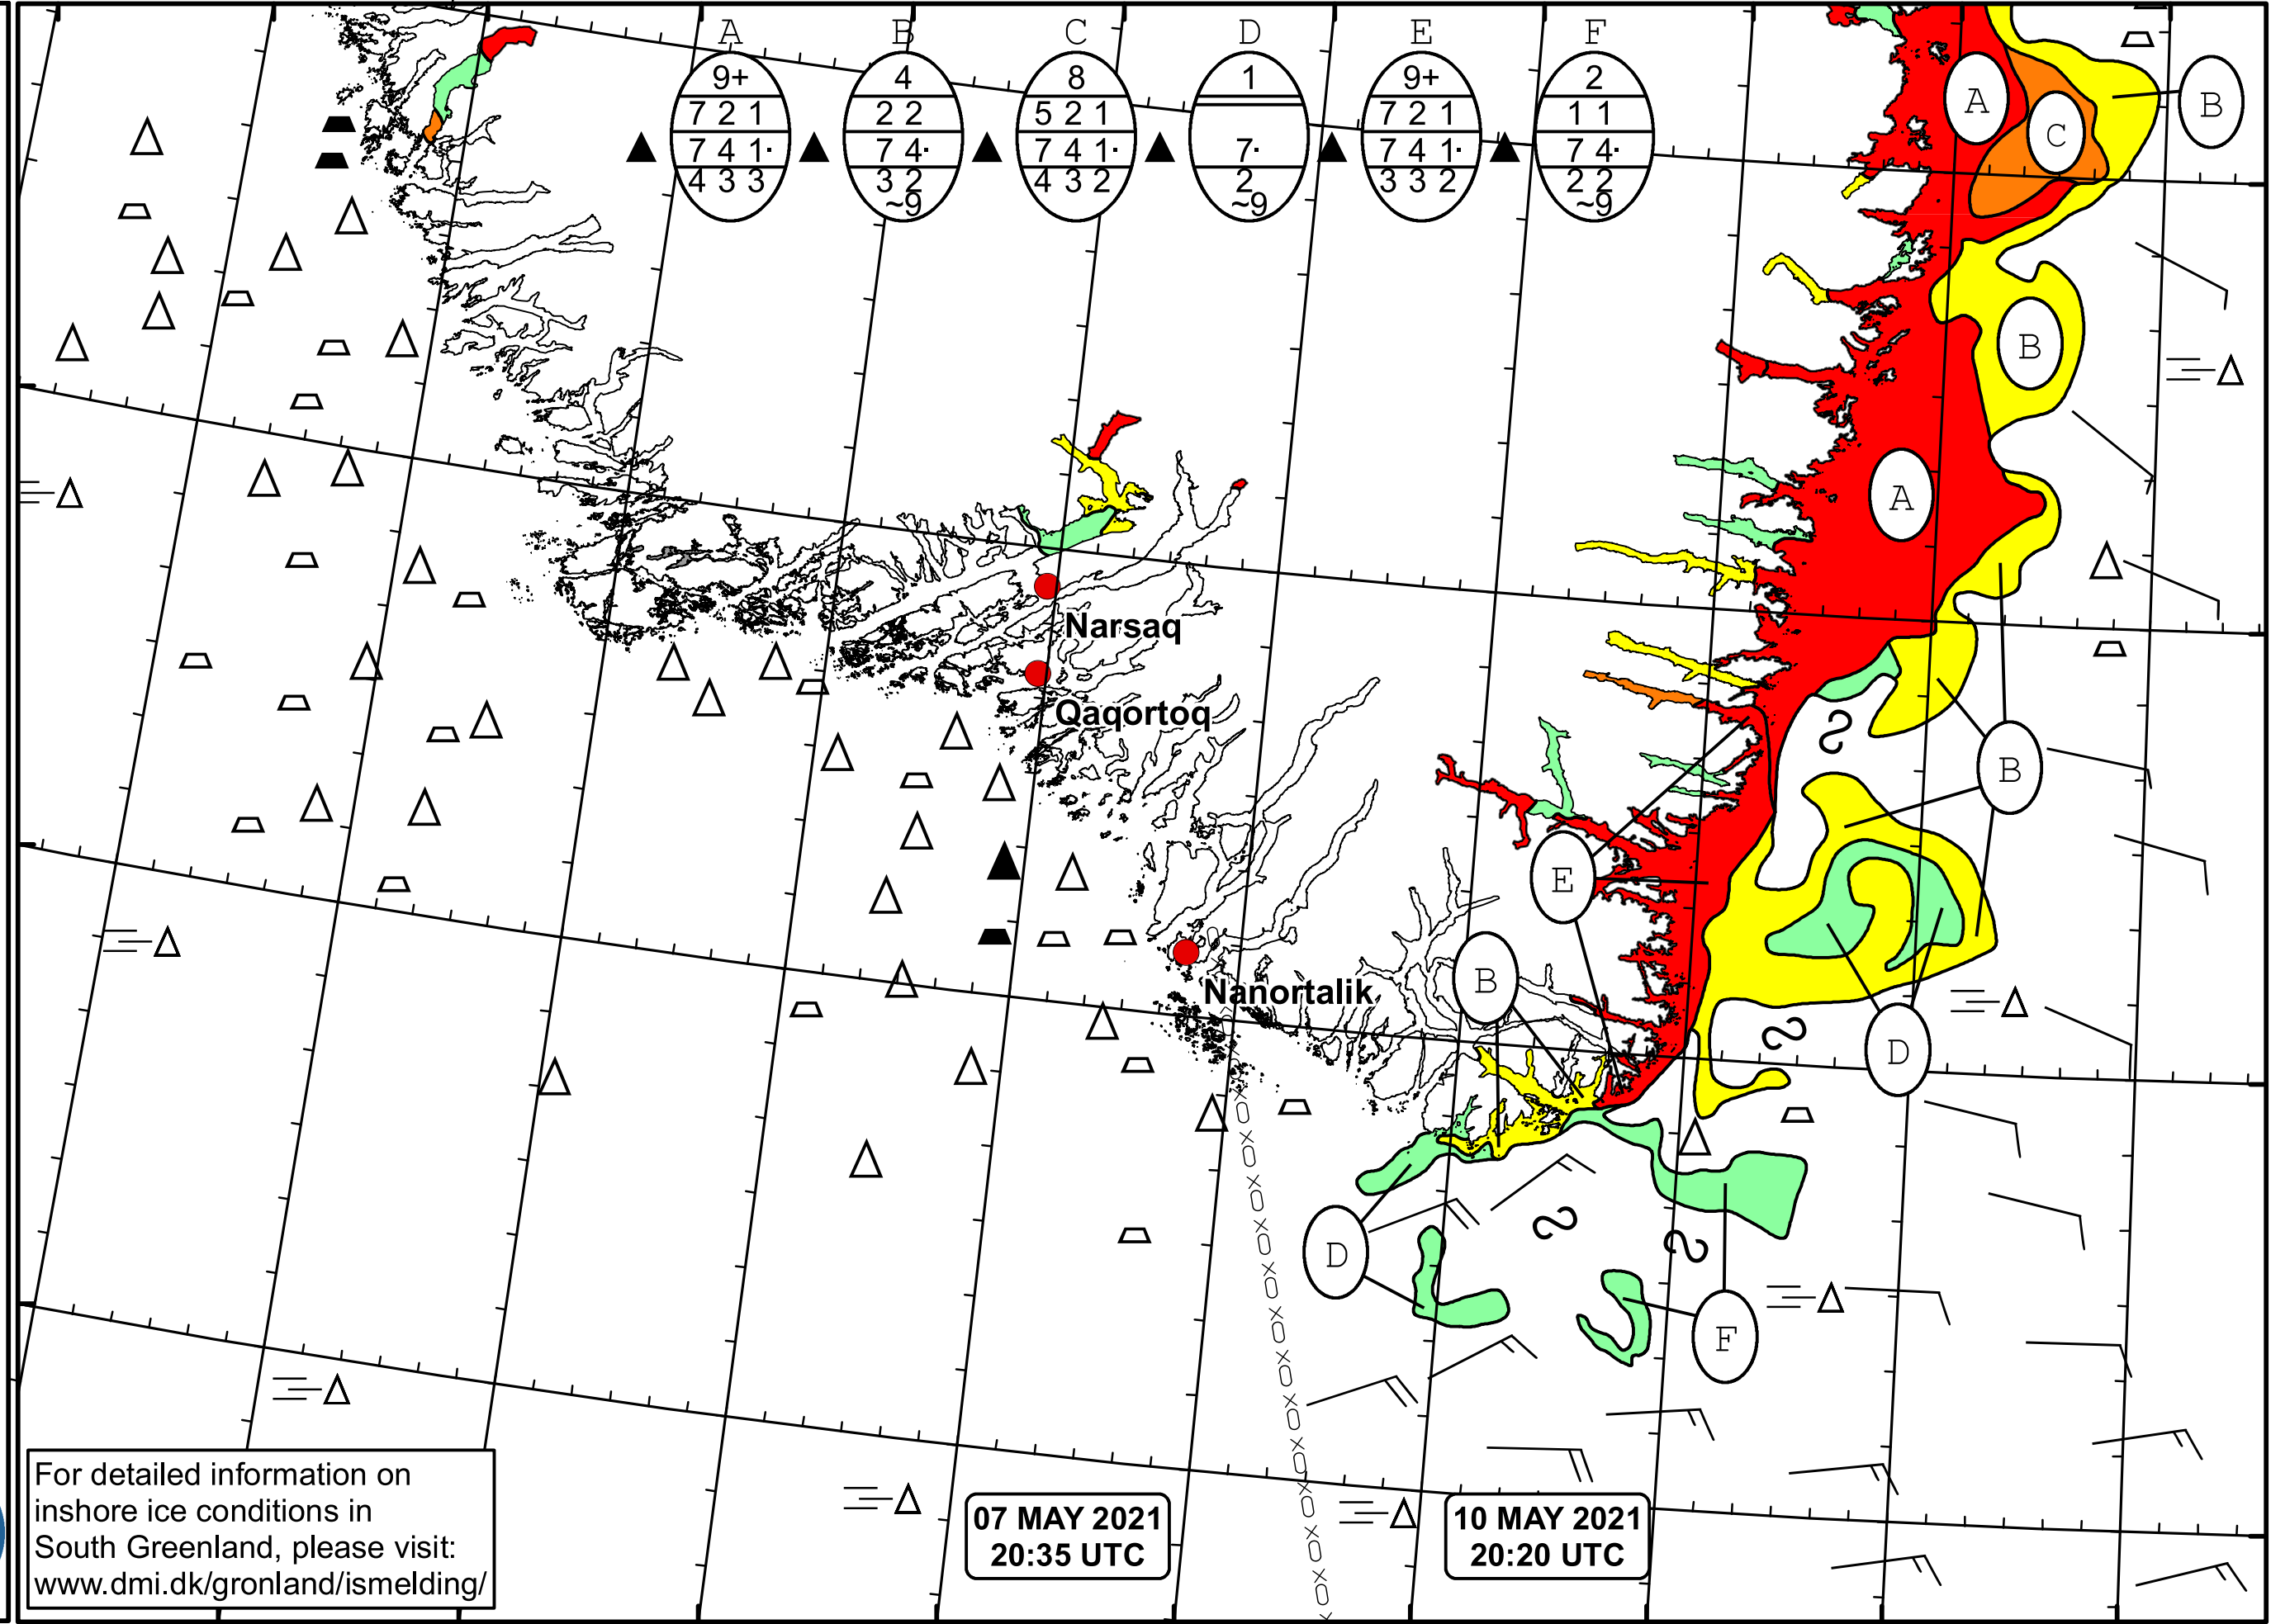 A B C D E F
9+ 4 8 1 9+ 2
7 2 1 2 2 5 2 1 7 2 1 1 1
7 4 1· 7 4· 7 4 1· 7· 7 4 1· 7 4·
4 3 3 3 2 4 3 2 2 3 3 2 2 2
~9 ~9 ~9
A
C
B
B
A
Narsaq
Qaqortoq
B
E
B
Nanortalik
D
D
F
For detailed information on
inshore ice conditions in
South Greenland, please visit:
www.dmi.dk/gronland/ismelding/
07 MAY 2021
20:35 UTC
10 MAY 2021
20:20 UTC